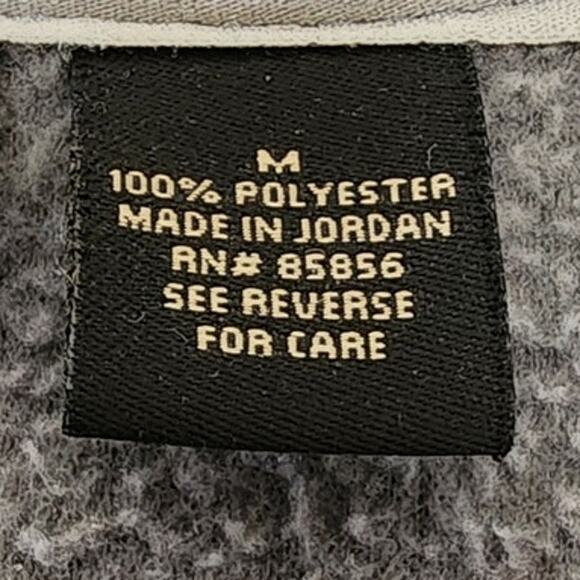 M
100% POLYESTER
MADE IN JORDAN
RN# 85856
SEE REVERSE
FOR CARE